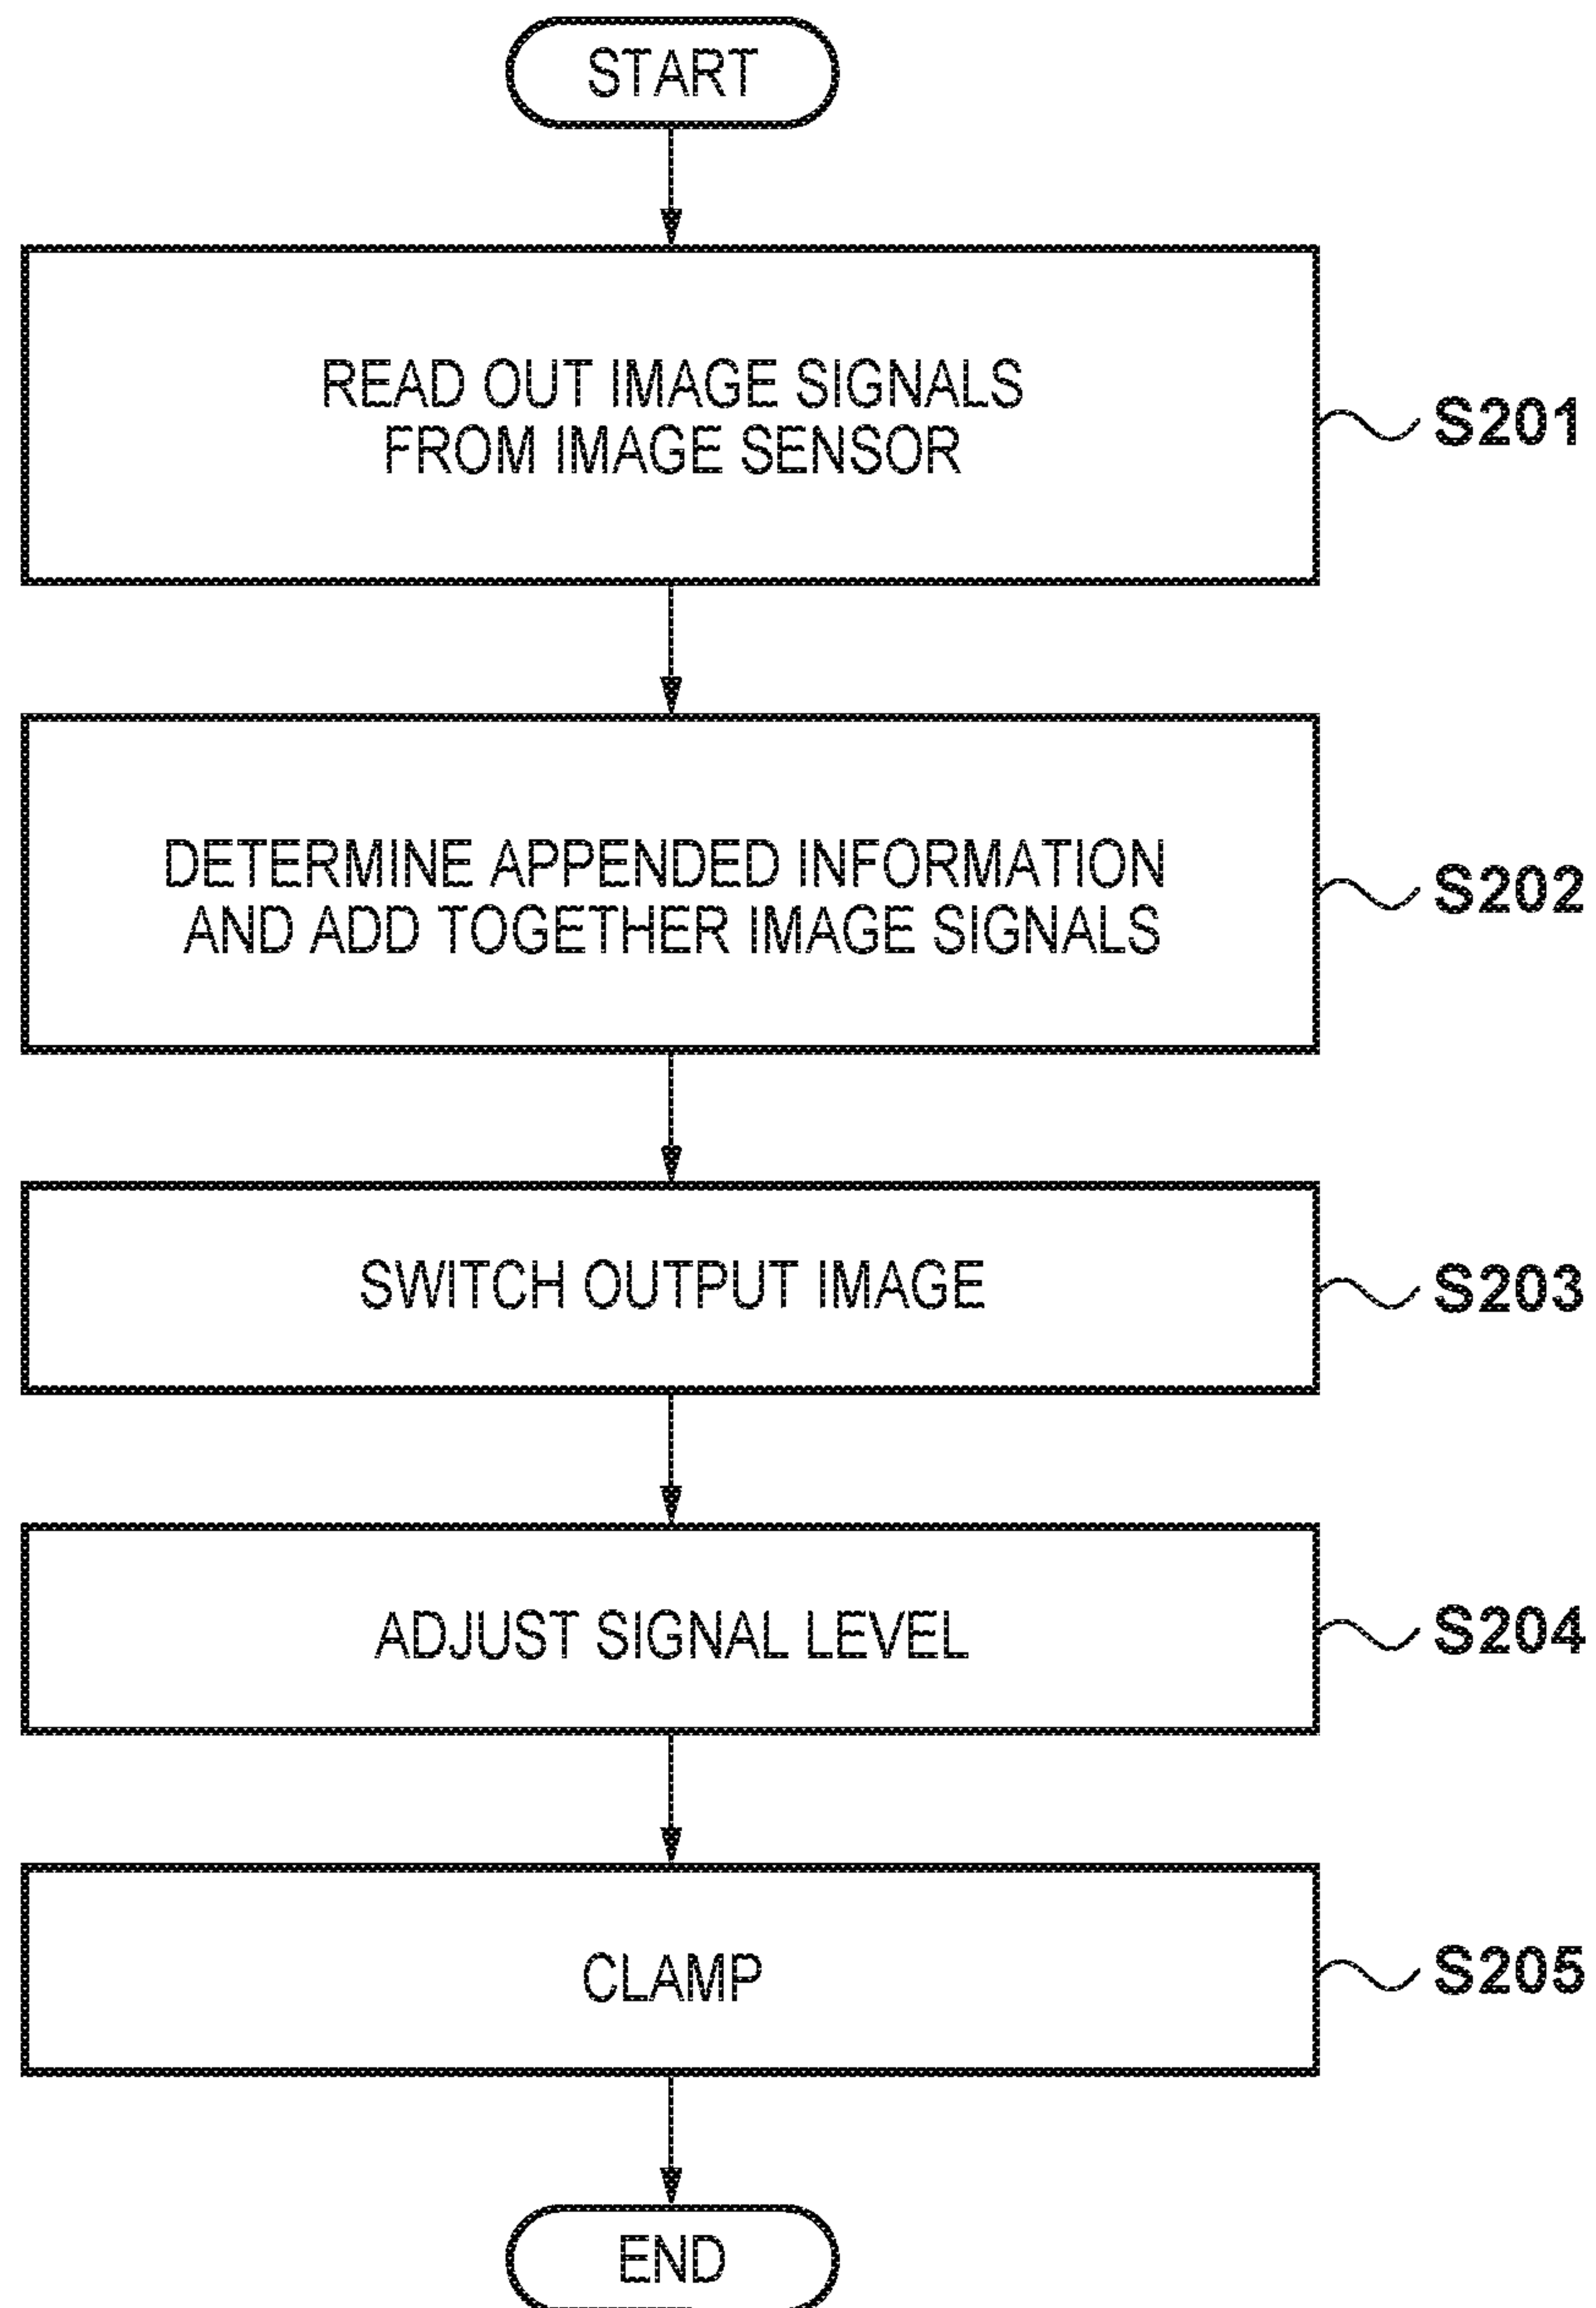 START
READ OUT IMAGE SIGNALS
FROM IMAGE SENSOR
S201
DETERMINE APPENDED INFORMATION
AND ADD TOGETHER IMAGE SIGNALS
S202
SWITCH OUTPUT IMAGE
S203
ADJUST SIGNAL LEVEL
S204
CLAMP
S205
END